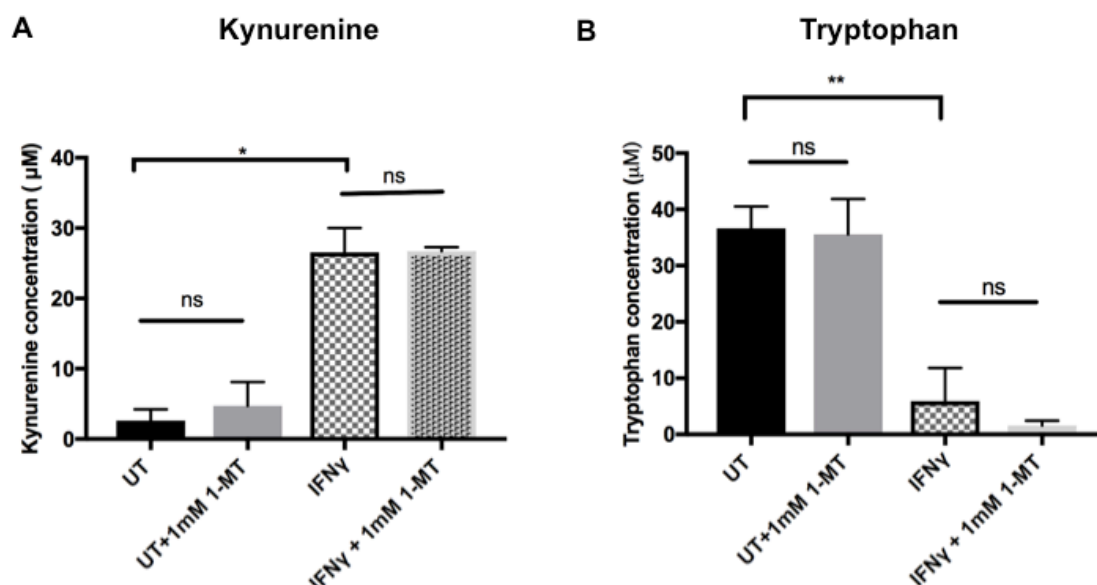 A
Kynurenine
Kynurenine concentration ( µM)
40
30
20
10
0
*
ns
ns
UT
UT+1mM 1-MT
IFNγ
IFNγ + 1mM 1-MT
B
Tryptophan
Tryptophan concentration (µM)
50
40
30
20
10
0
**
ns
ns
UT
UT+1mM 1-MT
IFNγ
IFNγ + 1mM 1-MT